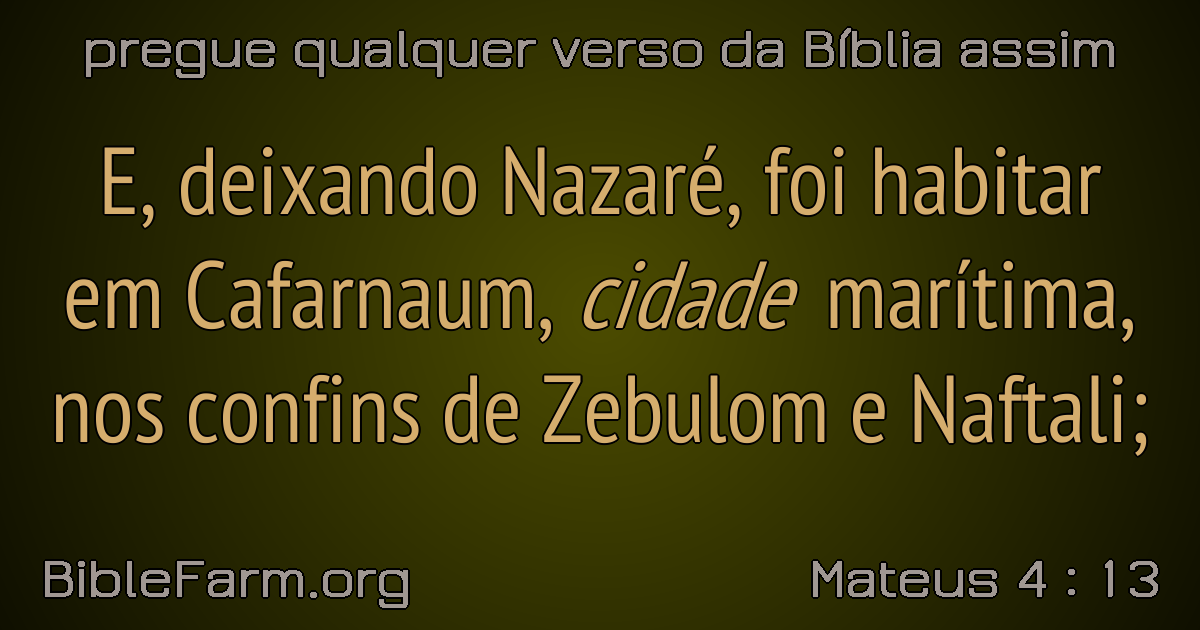 pregue qualquer verso da Bíblia assim
E, deixando Nazaré, foi habitar
em Cafarnaum, cidade marítima,
nos confins de Zebulom e Naftali;
BibleFarm.org
Mateus 4 : 13